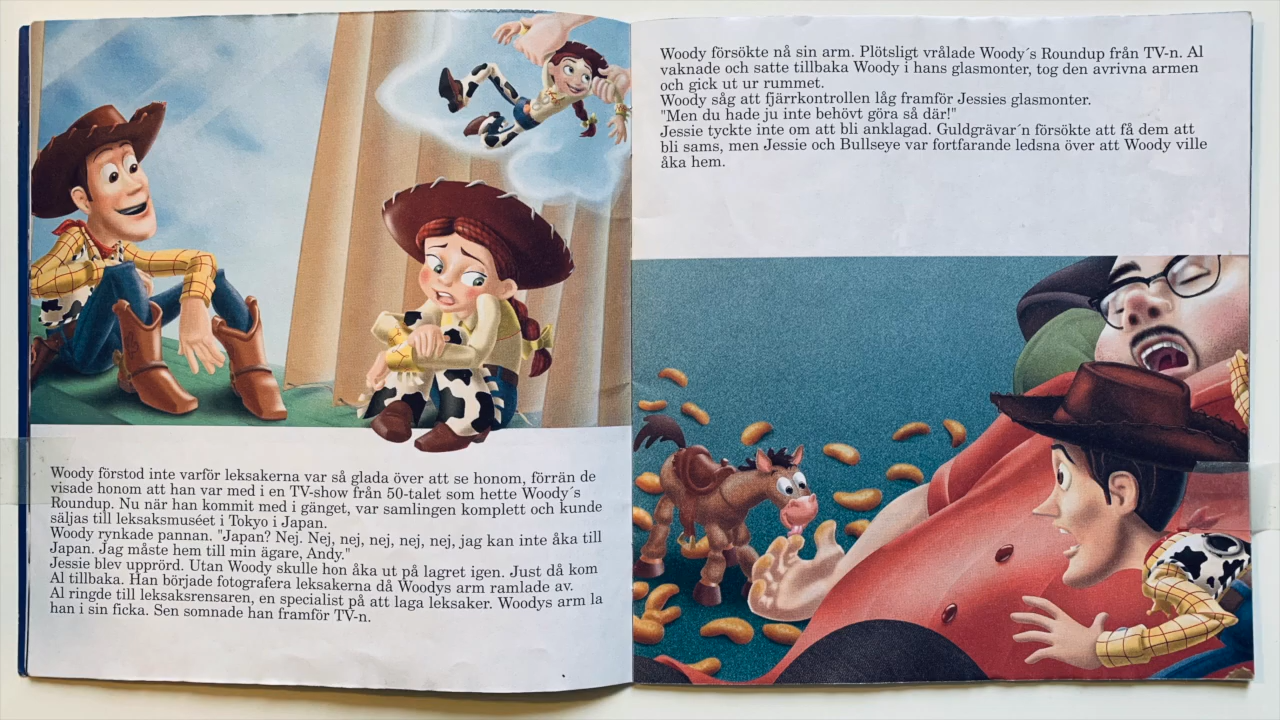 Woody förstod inte varför leksakerna var så glada över att se honom, förrän de
visade honom att han var med i en TV-show från 50-talet som hette Woody´s
Roundup. Nu när han kommit med i gänget, var samlingen komplett och kunde
säljas till leksaksmuséet i Tokyo i Japan.
Woody rynkade pannan. "Japan? Nej. Nej, nej, nej, nej, nej, jag kan inte åka till
Japan. Jag måste hem till min ägare, Andy."
Jessie blev upprörd. Utan Woody skulle hon åka ut på lagret igen. Just då kom
Al tillbaka. Han började fotografera leksakerna då Woodys arm ramlade av.
Al ringde till leksaksrensaren, en specialist på att laga leksaker. Woodys arm la
han i sin ficka. Sen somnade han framför TV-n.
Woody försökte nå sin arm. Plötsligt vrålade Woody´s Roundup från TV-n. Al
vaknade och satte tillbaka Woody i hans glasmonter, tog den avrivna armen
och gick ut ur rummet.
Woody såg att fjärrkontrollen låg framför Jessies glasmonter.
"Men du hade ju inte behövt göra så där!"
Jessie tyckte inte om att bli anklagad. Guldgrävar´n försökte att få dem att
bli sams, men Jessie och Bullseye var fortfarande ledsna över att Woody ville
åka hem.